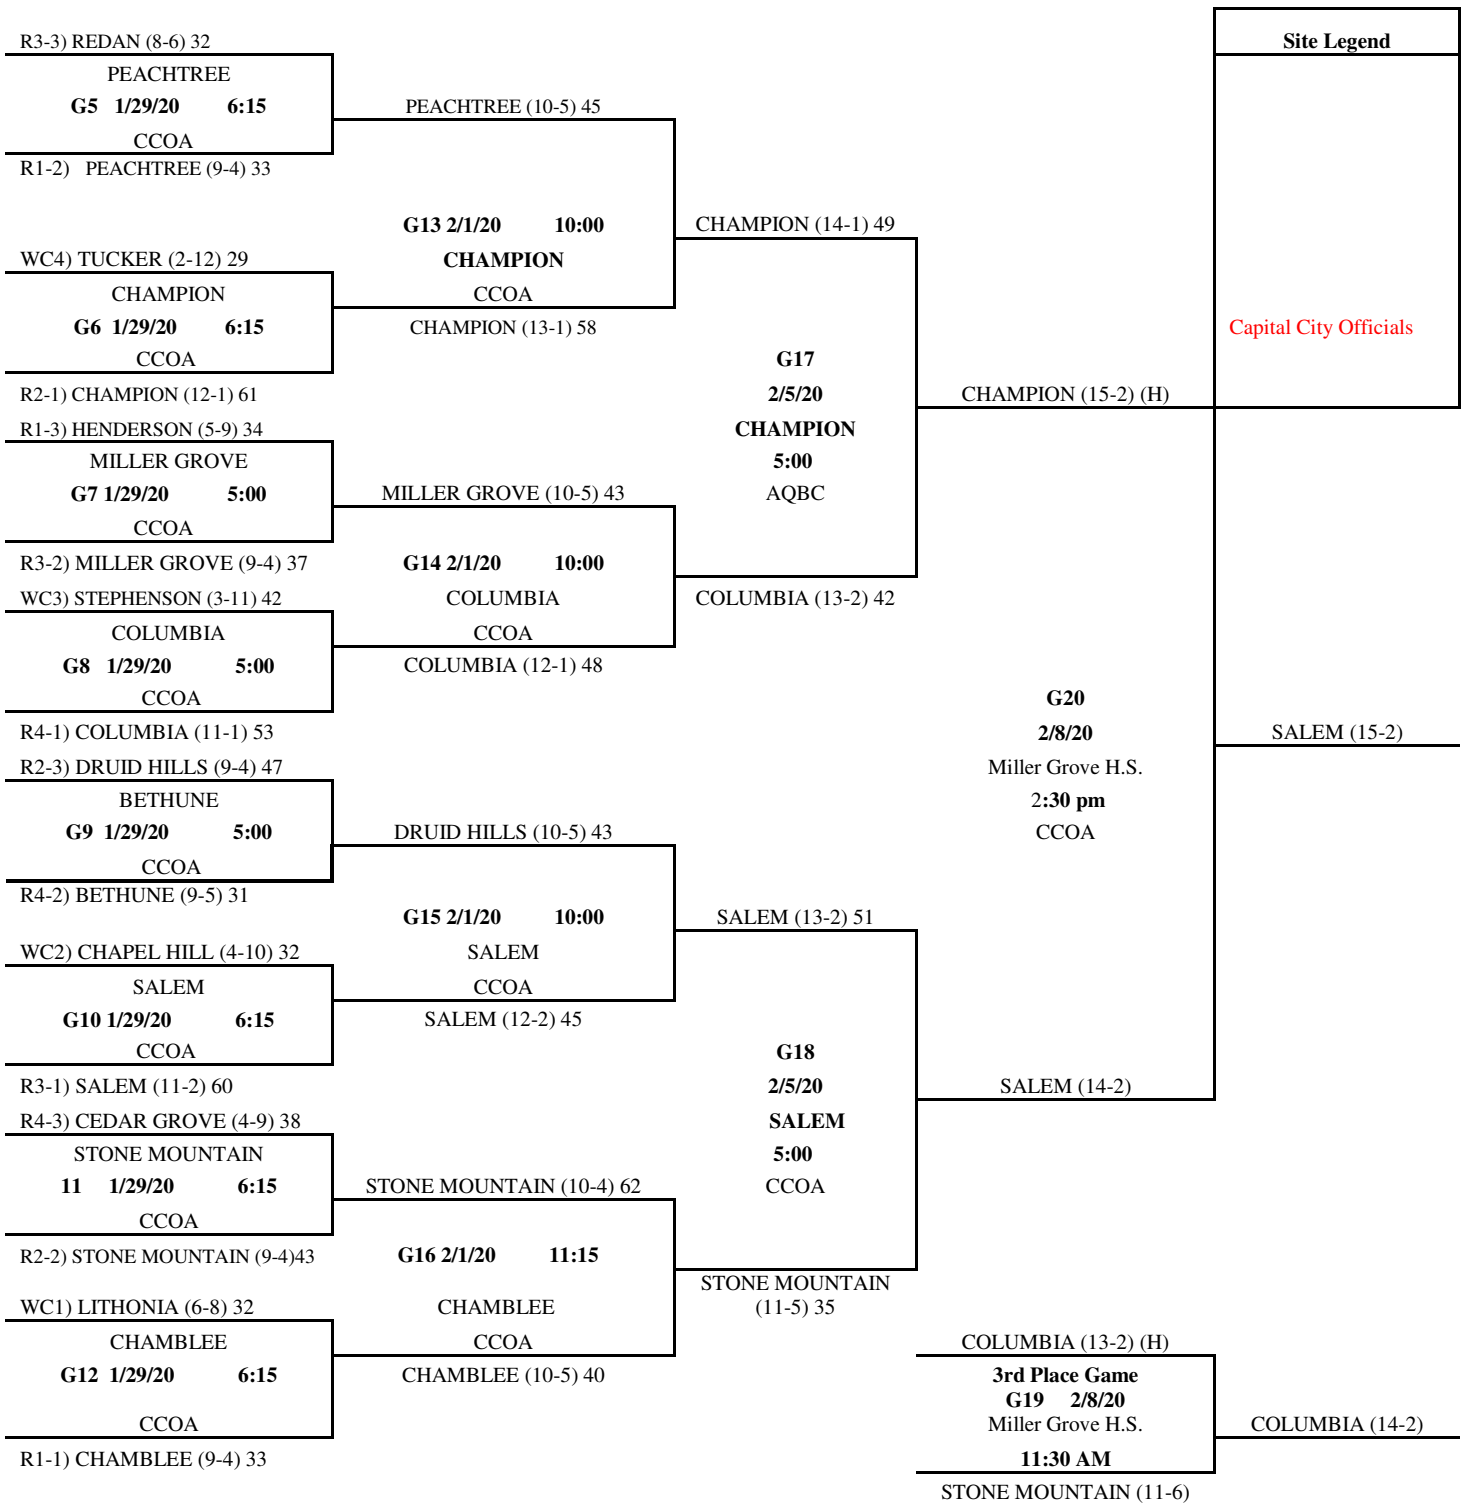 R3-3) REDAN (8-6) 32
PEACHTREE
G5 1/29/20 6:15
CCOA
R1-2) PEACHTREE (9-4) 33
WC4) TUCKER (2-12) 29
CHAMPION
G6 1/29/20 6:15
CCOA
R2-1) CHAMPION (12-1) 61
R1-3) HENDERSON (5-9) 34
MILLER GROVE
G7 1/29/20 5:00
CCOA
R3-2) MILLER GROVE (9-4) 37
WC3) STEPHENSON (3-11) 42
COLUMBIA
G8 1/29/20 5:00
CCOA
R4-1) COLUMBIA (11-1) 53
R2-3) DRUID HILLS (9-4) 47
BETHUNE
G9 1/29/20 5:00
CCOA
R4-2) BETHUNE (9-5) 31
WC2) CHAPEL HILL (4-10) 32
SALEM
G10 1/29/20 6:15
CCOA
R3-1) SALEM (11-2) 60
R4-3) CEDAR GROVE (4-9) 38
STONE MOUNTAIN
11 1/29/20 6:15
CCOA
R2-2) STONE MOUNTAIN (9-4)43
WC1) LITHONIA (6-8) 32
CHAMBLEE
G12 1/29/20 6:15
CCOA
R1-1) CHAMBLEE (9-4) 33
PEACHTREE (10-5) 45
G13 2/1/20 10:00
CHAMPION
CCOA
CHAMPION (13-1) 58
MILLER GROVE (10-5) 43
G14 2/1/20 10:00
COLUMBIA
CCOA
COLUMBIA (12-1) 48
DRUID HILLS (10-5) 43
G15 2/1/20 10:00
SALEM
CCOA
SALEM (12-2) 45
STONE MOUNTAIN (10-4) 62
G16 2/1/20 11:15
CHAMBLEE
CCOA
CHAMBLEE (10-5) 40
CHAMPION (14-1) 49
G17
2/5/20
CHAMPION
5:00
AQBC
COLUMBIA (13-2) 42
SALEM (13-2) 51
G18
2/5/20
SALEM
5:00
CCOA
STONE MOUNTAIN
(11-5) 35
CHAMPION (15-2) (H)
G20
2/8/20
Miller Grove H.S.
2:30 pm
CCOA
SALEM (14-2)
COLUMBIA (13-2) (H)
3rd Place Game
G19 2/8/20
Miller Grove H.S.
11:30 AM
STONE MOUNTAIN (11-6)
Site Legend
Capital City Officials
SALEM (15-2)
COLUMBIA (14-2)